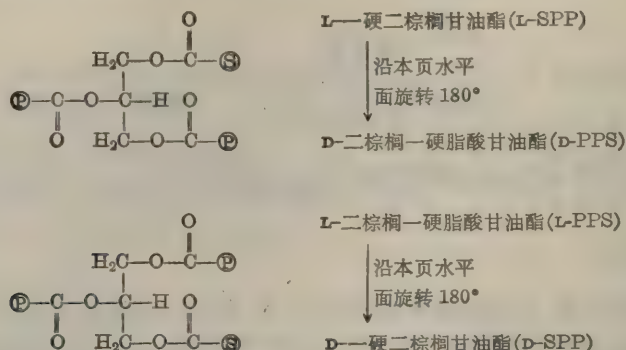 O
H₂C—O—C—Ⓢ
Ⓟ—C—O—C—H O
O H₂C—O—C—Ⓟ
L-一硬二棕榈甘油酯(L-SPP)
沿本页水平
面旋转 180°
D-二棕榈一硬脂酸甘油酯(D-PPS)
O
H₂C—O—C—Ⓟ
Ⓟ—C—O—C—H O
O H₂C—O—C—Ⓢ
L-二棕榈一硬脂酸甘油酯(L-PPS)
沿本页水平
面旋转 180°
D-一硬二棕榈甘油酯(D-SPP)